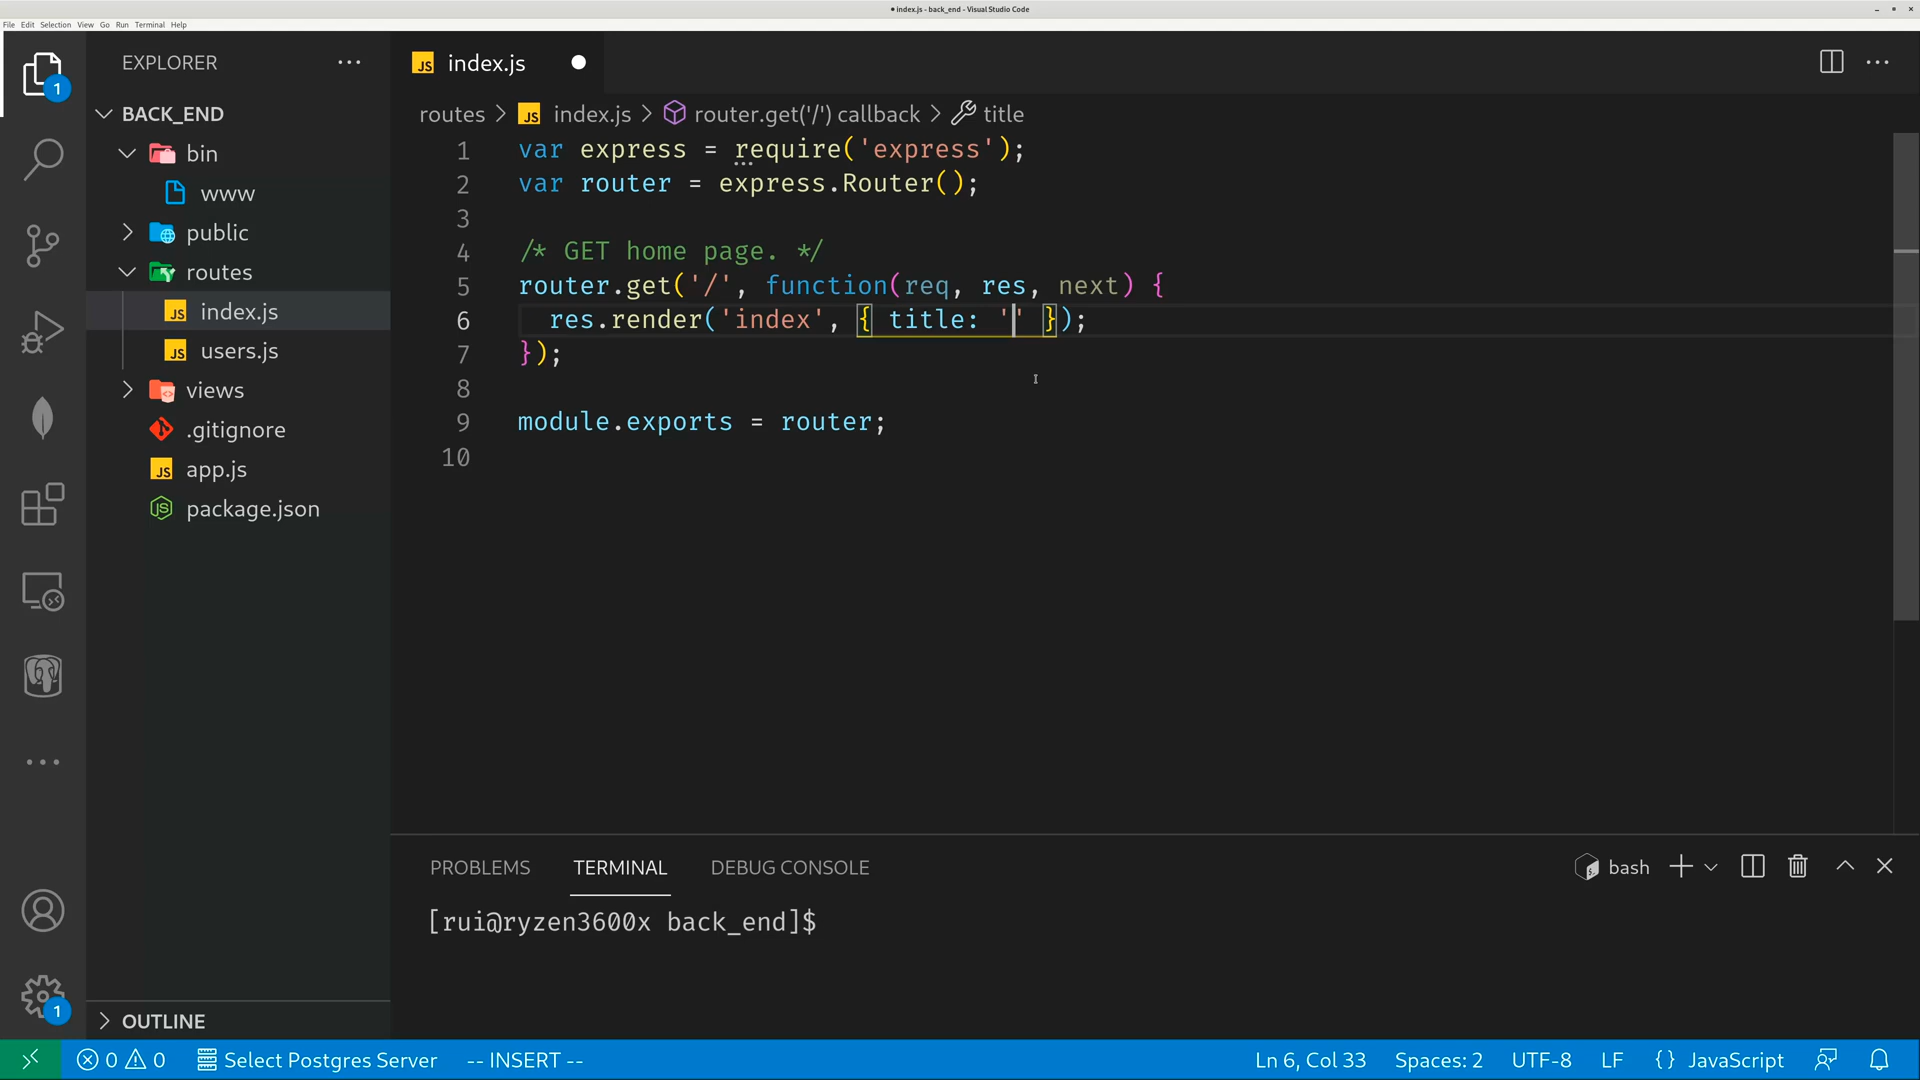 ● index.js - back_end - Visual Studio Code
File Edit Selection View Go Run Terminal Help
1
EXPLORER ...
BACK_END
bin
www
public
routes
JS index.js
JS users.js
views
.gitignore
JS app.js
JS package.json
OUTLINE
1
JS index.js
routes > JS index.js > router.get('/') callback > title
1 var express = require('express');
2 var router = express.Router();
3
4 /* GET home page. */
5 router.get('/', function(req, res, next) {
6 res.render('index', { title: '' });
7 });
8
9 module.exports = router;
10
PROBLEMS TERMINAL DEBUG CONSOLE bash
[rui@ryzen3600x back_end]$
0 0 Select Postgres Server -- INSERT -- Ln 6, Col 33 Spaces: 2 UTF-8 LF {} JavaScript